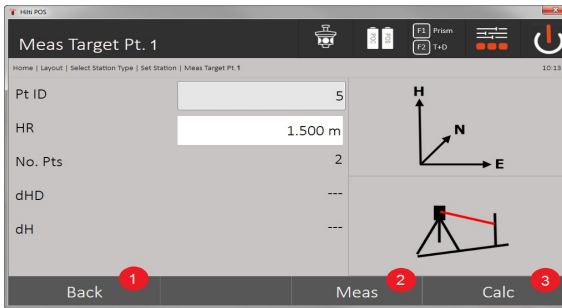 Hilti POS
Meas Target Pt. 1
POC
POS
F1 Prism
F2 T+D
Home | Layout | Select Station Type | Set Station | Meas Target Pt. 1
10:13
Pt ID 5
HR 1.500 m
No. Pts 2
dHD ---
dH ---
H
N
E
1
2
3
Back
Meas
Calc